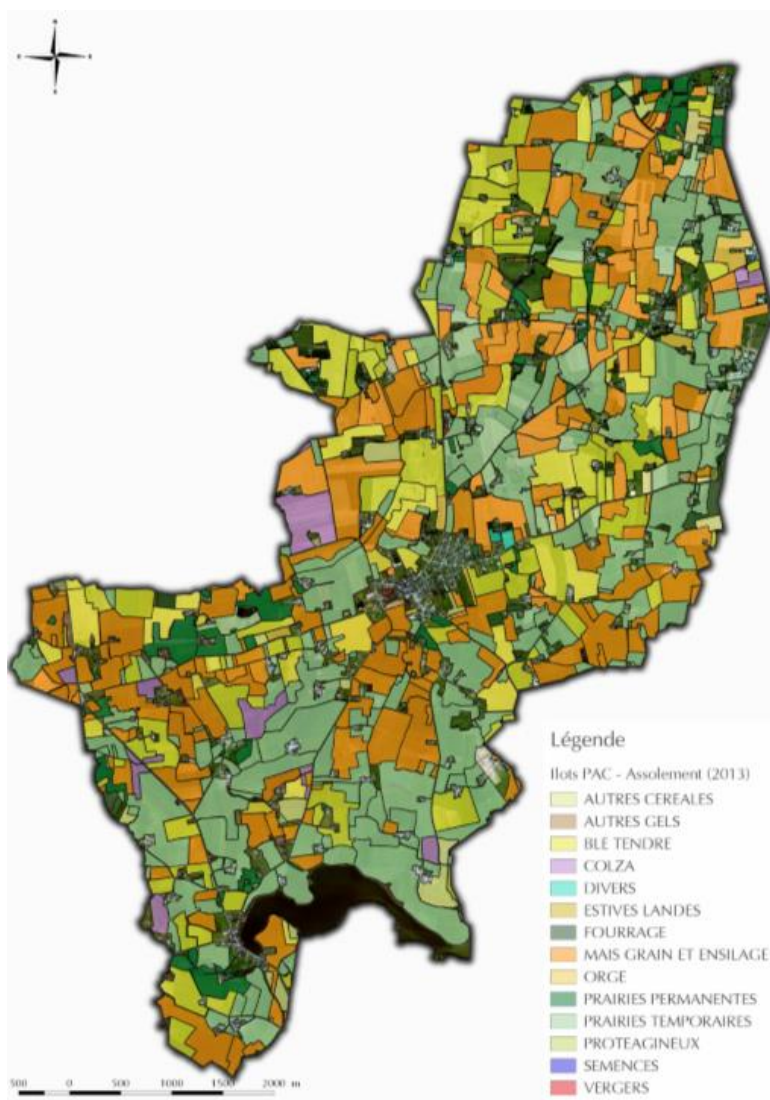 Légende
Ilots PAC - Assolement (2013)
AUTRES CEREALES
AUTRES GELS
BLE TENDRE
COLZA
DIVERS
ESTIVES LANDES
FOURRAGE
MAIS GRAIN ET ENSILAGE
ORGE
PRAIRIES PERMANENTES
PRAIRIES TEMPORAIRES
PROTEAGINEUX
SEMENCES
VERGERS
500 0 500 1000 1500 2000 m